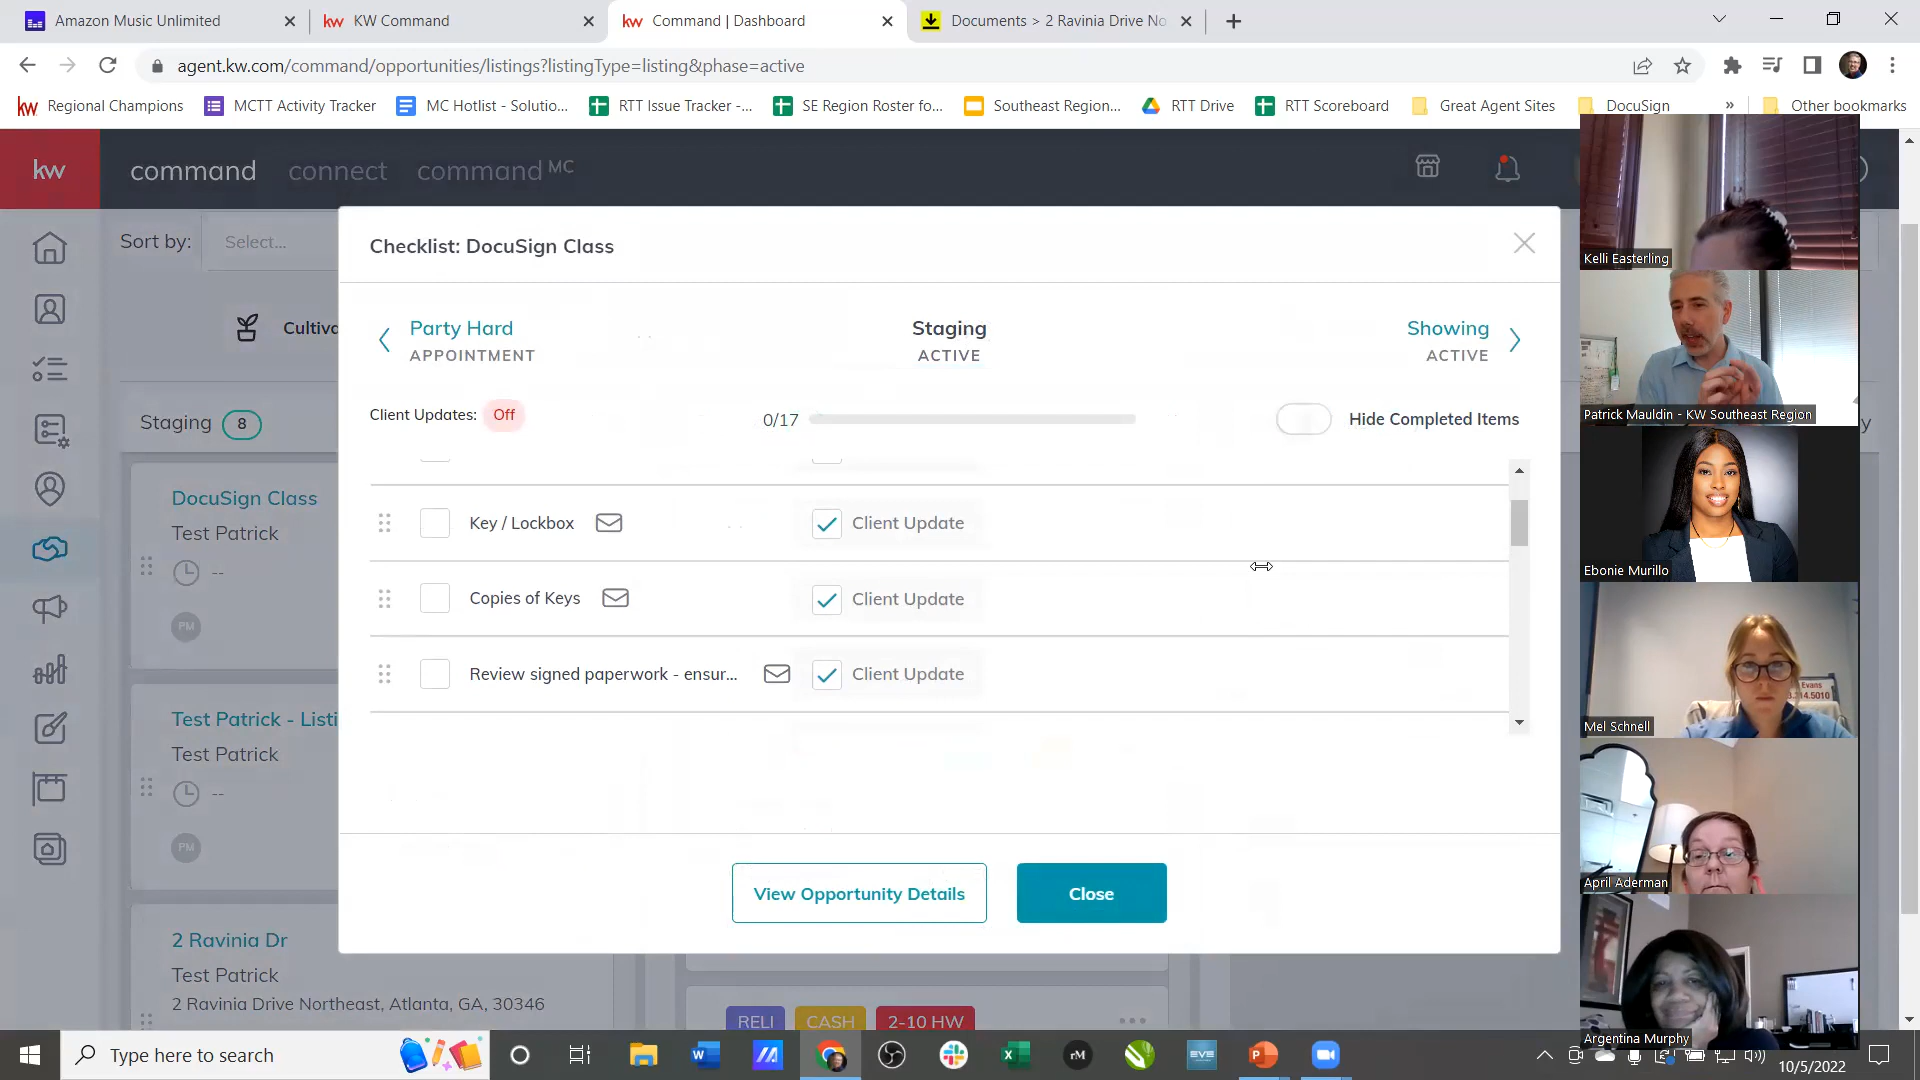 Amazon Music Unlimited
KW Command
Command | Dashboard
Documents > 2 Ravinia Drive No
agent.kw.com/command/opportunities/listings?listingType=listing&phase=active
Regional Champions
MCTT Activity Tracker
MC Hotlist - Solutio...
RTT Issue Tracker -...
SE Region Roster fo...
Southeast Region...
RTT Drive
RTT Scoreboard
Great Agent Sites
DocuSign
»
Other bookmarks
kw
command
connect
command MC
Sort by:
Select...
Cultiva
Staging 8
DocuSign Class
Test Patrick
--
PM
Test Patrick - Listi
Test Patrick
--
PM
2 Ravinia Dr
Test Patrick
2 Ravinia Drive Northeast, Atlanta, GA, 30346
Checklist: DocuSign Class
Party Hard
APPOINTMENT
Staging
ACTIVE
Showing
ACTIVE
Client Updates: Off
0/17
Hide Completed Items
Key / Lockbox
Client Update
Copies of Keys
Client Update
Review signed paperwork - ensur...
Client Update
View Opportunity Details
Close
RELI
CASH
2-10 HW
Kelli Easterling
Patrick Mauldin - KW Southeast Region
Ebonie Murillo
Evans
.314.5010
Mel Schnell
April Aderman
Argentina Murphy
Type here to search
rM
EVE
10/5/2022